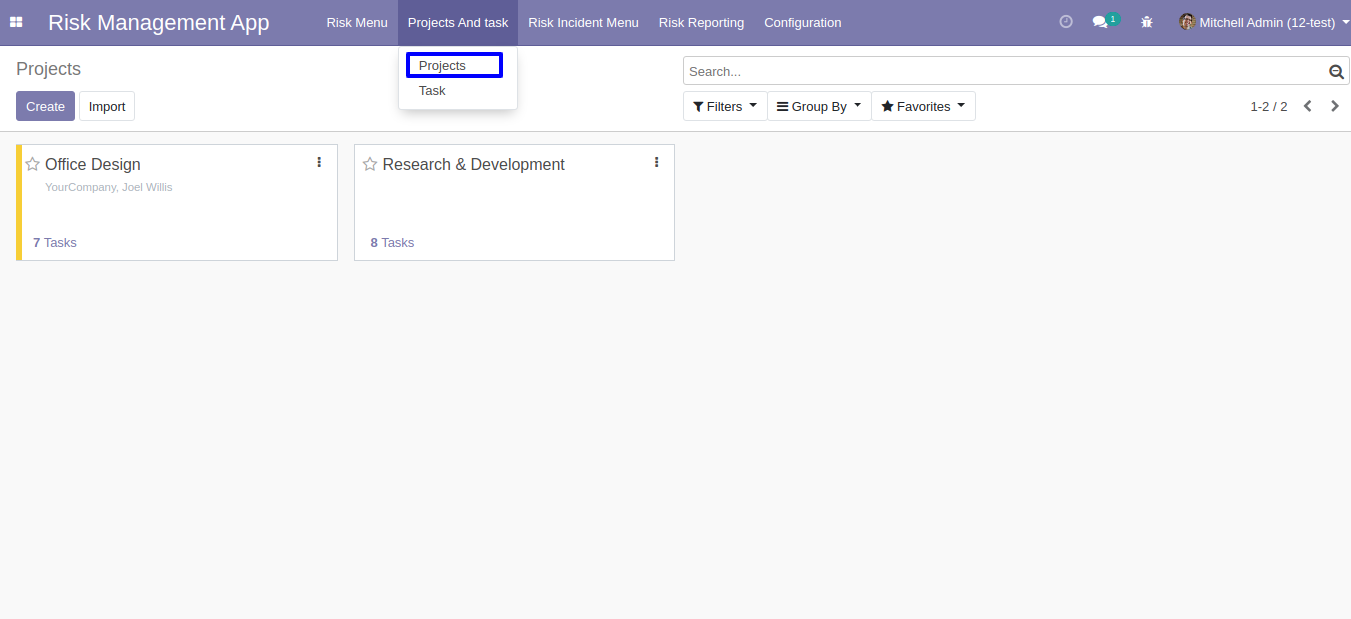 Risk Management App Risk Menu Projects And task Risk Incident Menu Risk Reporting Configuration 1 Mitchell Admin (12-test)
Projects
Projects
Task
Search...
Create Import
Filters Group By Favorites 1-2 / 2
Office Design
YourCompany, Joel Willis
7 Tasks
Research & Development
8 Tasks